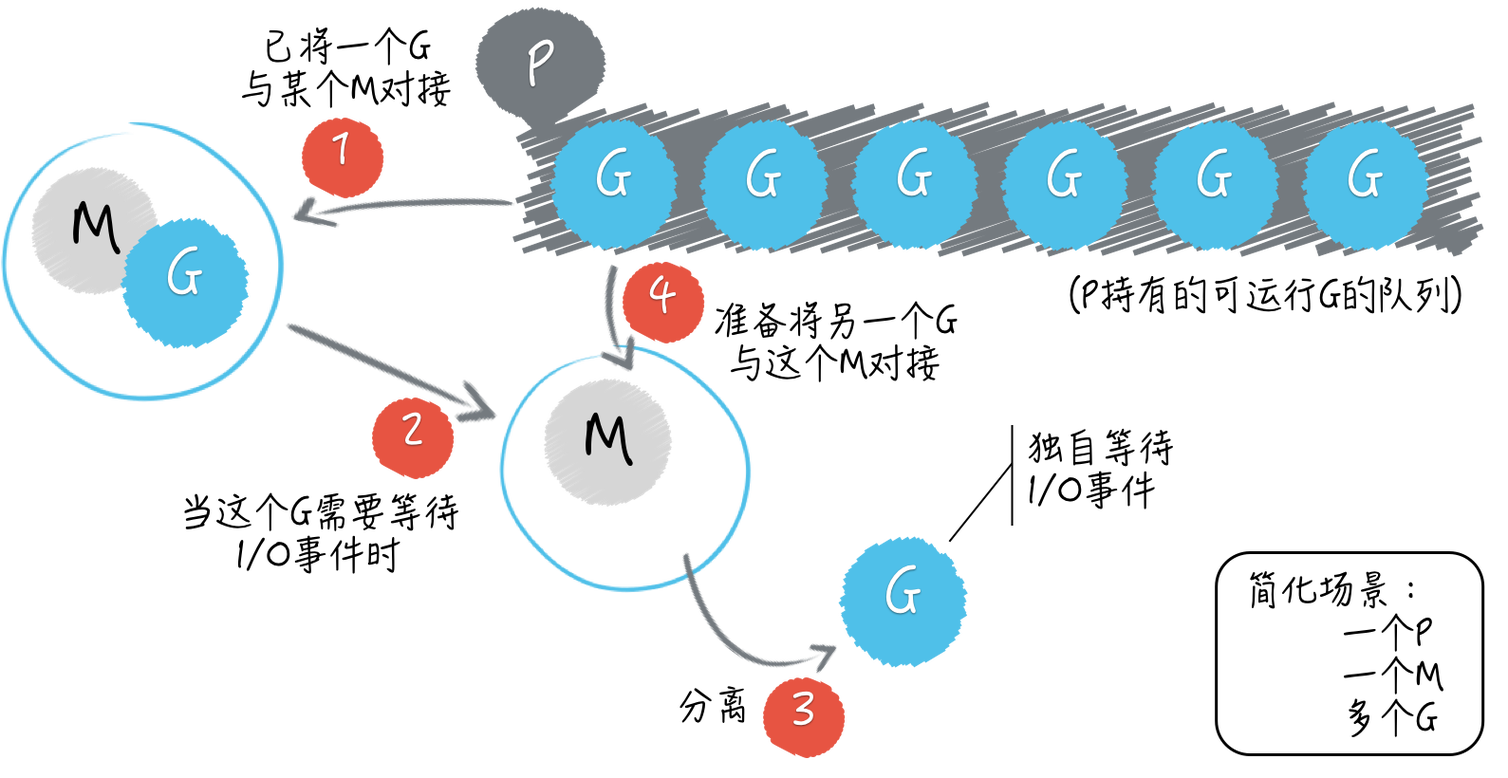 已将一个G
与某个M对接
P
1
G G G G G G
M
G
(P持有的可运行G的队列)
4
准备将另一个G
与这个M对接
2
当这个G需要等待
I/O事件时
M
独自等待
I/O事件
G
分离
3
简化场景：
一个P
一个M
多个G